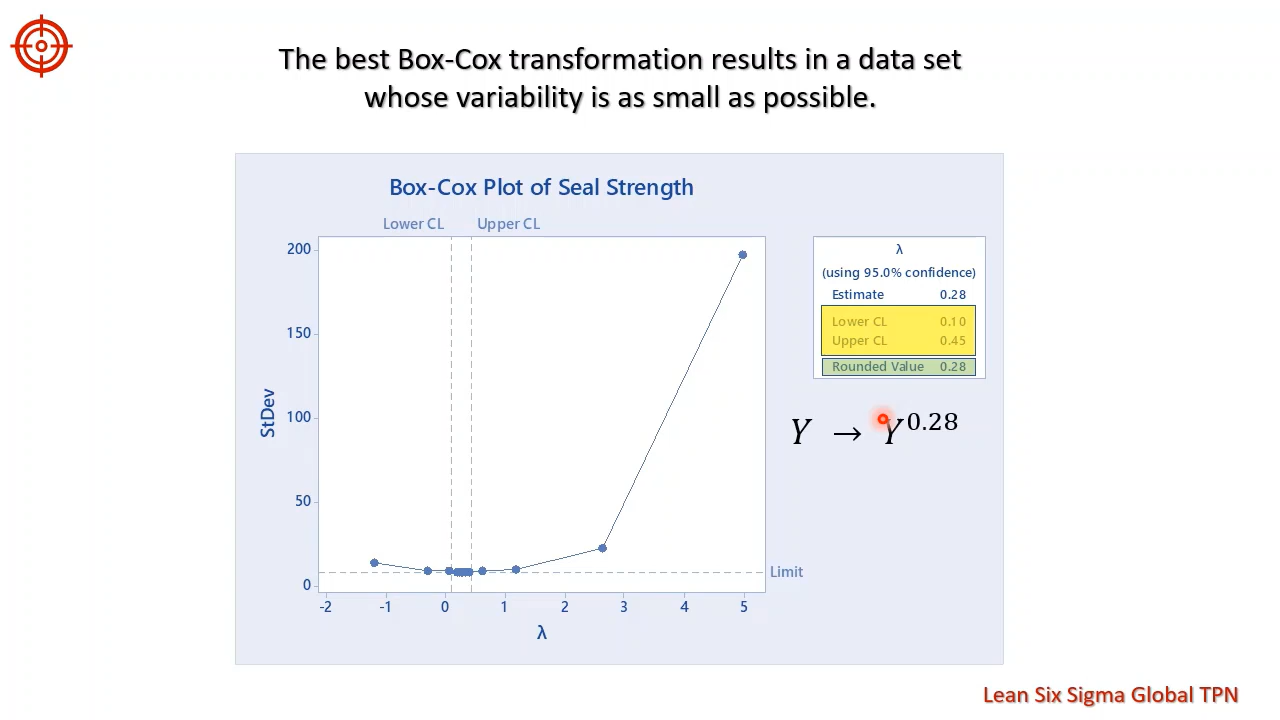 The best Box-Cox transformation results in a data set
whose variability is as small as possible.
Box-Cox Plot of Seal Strength
Lower CL Upper CL
200
150
100
50
0
StDev
-2 -1 0 1 2 3 4 5
λ
Limit
λ
(using 95.0% confidence)
Estimate 0.28
Lower CL 0.10
Upper CL 0.45
Rounded Value 0.28
Y → Y^0.28
Lean Six Sigma Global TPN